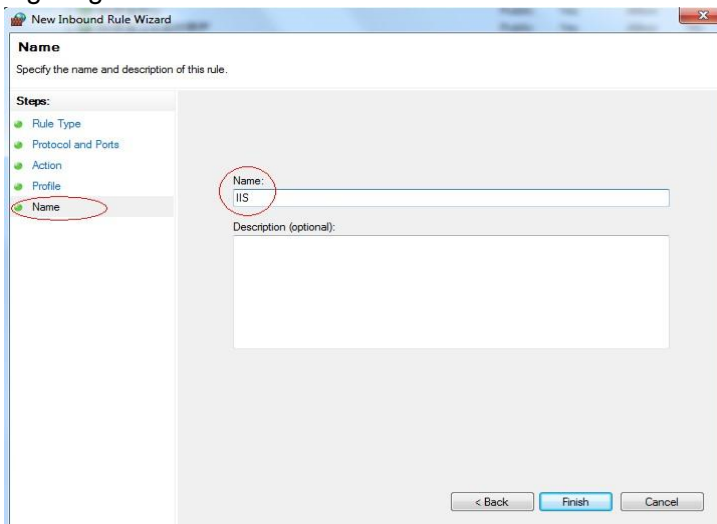 New Inbound Rule Wizard
Name
Specify the name and description of this rule.
Steps:
Rule Type
Protocol and Ports
Action
Profile
Name
Name:
IIS
Description (optional):
< Back
Finish
Cancel